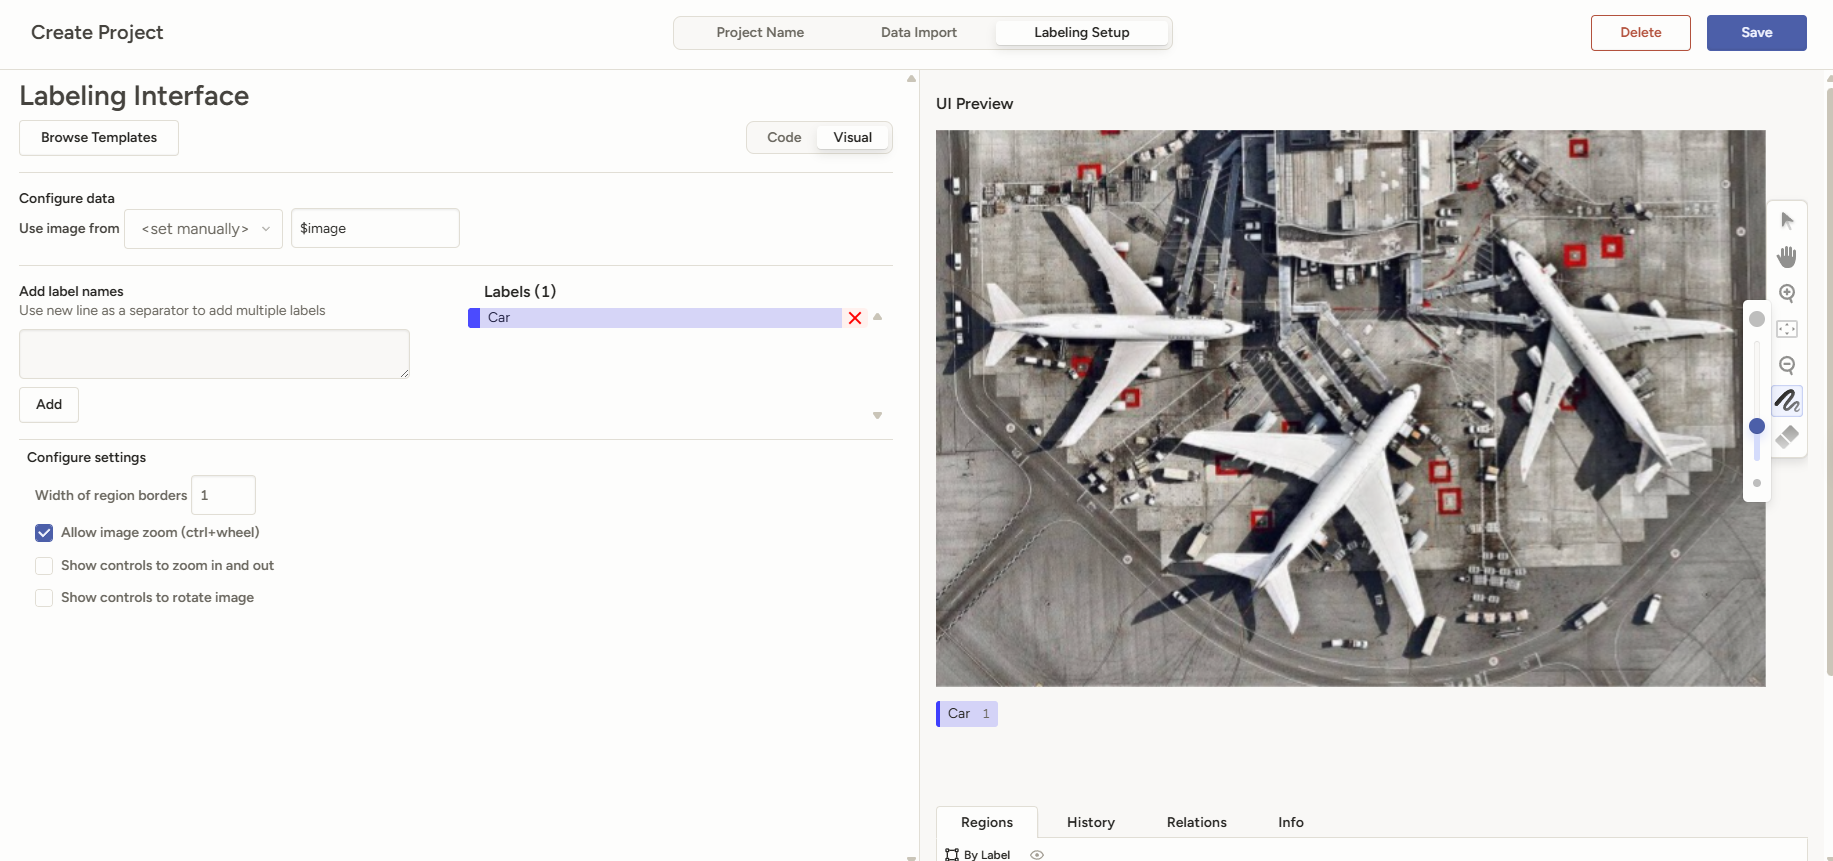 Create Project
Project Name
Data Import
Labeling Setup
Delete
Save
Labeling Interface
Browse Templates
Code
Visual
Configure data
Use image from
<set manually>
$image
Add label names
Use new line as a separator to add multiple labels
Add
Labels (1)
Car
Configure settings
Width of region borders
1
Allow image zoom (ctrl+wheel)
Show controls to zoom in and out
Show controls to rotate image
UI Preview
Car 1
Regions
History
Relations
Info
By Label